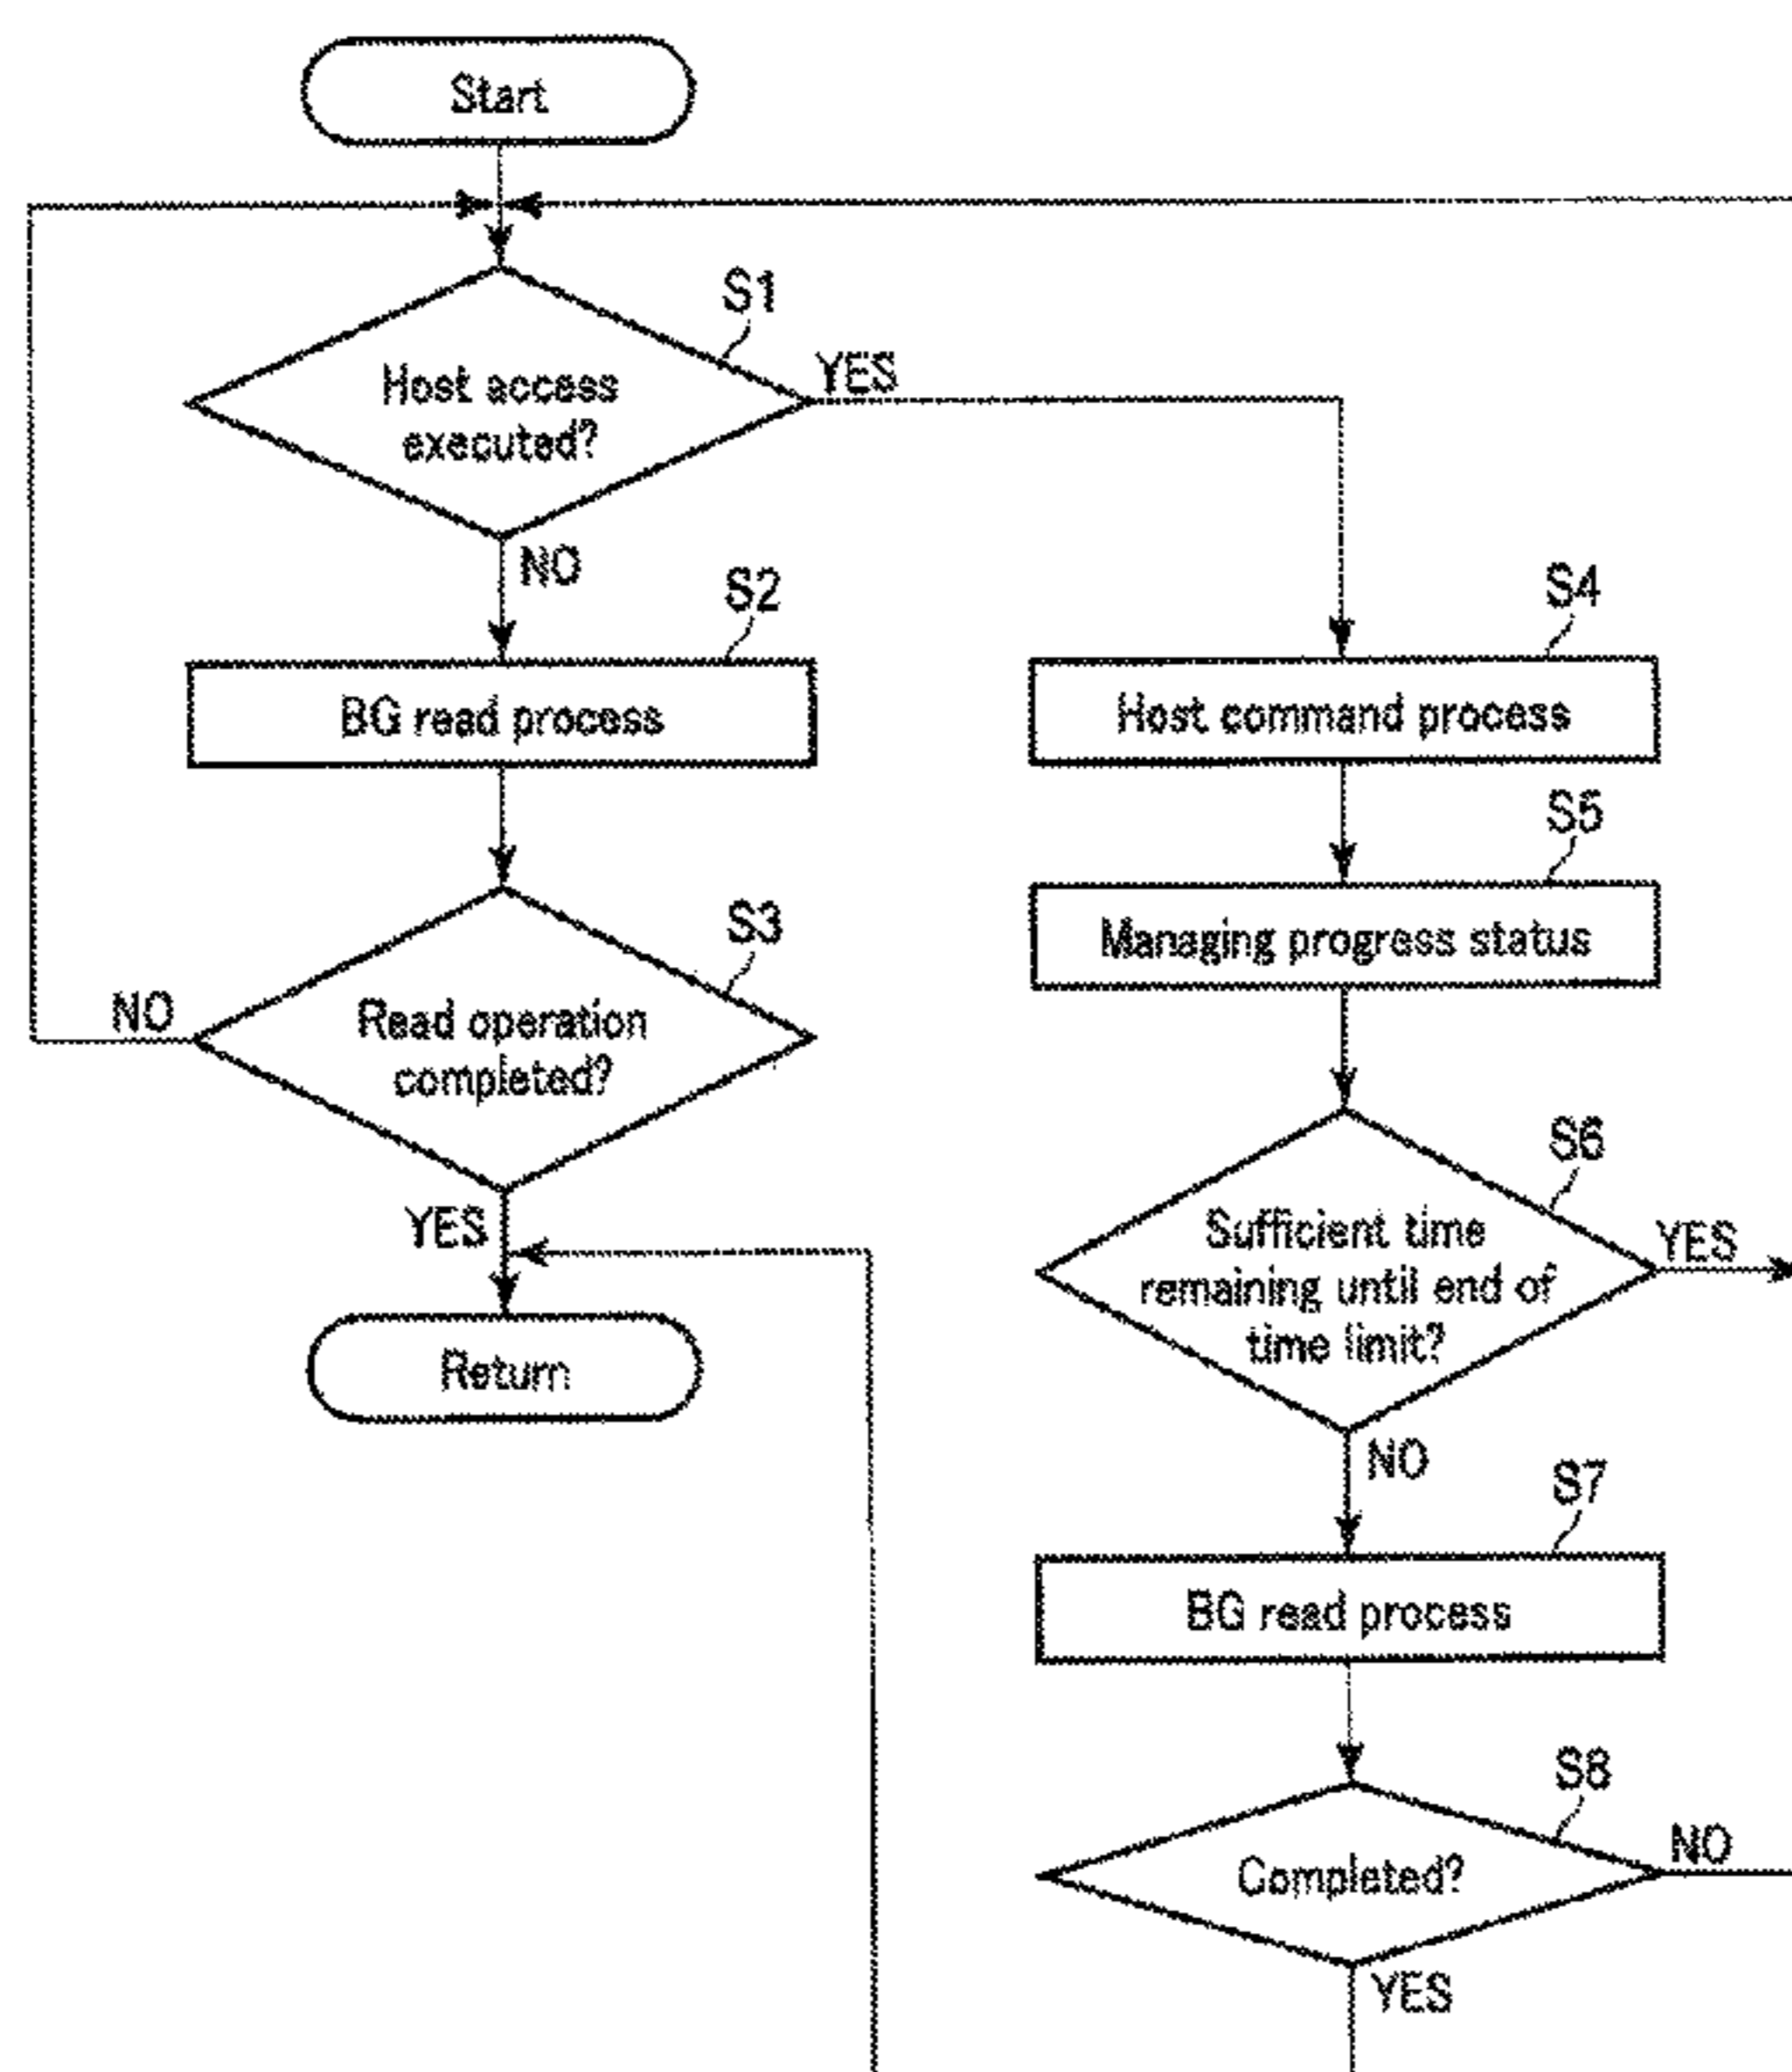 Start
S1
Host access
executed?
YES
NO
S2
BG read process
S3
Read operation
completed?
NO
YES
Return
S4
Host command process
S5
Managing progress status
S6
Sufficient time
remaining until end of
time limit?
YES
NO
S7
BG read process
S8
Completed?
NO
YES